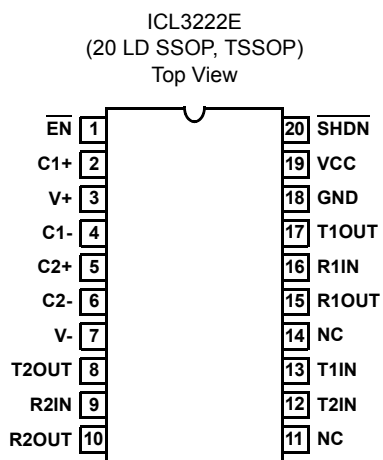 ICL3222E
(20 LD SSOP, TSSOP)
Top View
EN 1 20 SHDN
C1+ 2 19 VCC
V+ 3 18 GND
C1- 4 17 T1OUT
C2+ 5 16 R1IN
C2- 6 15 R1OUT
V- 7 14 NC
T2OUT 8 13 T1IN
R2IN 9 12 T2IN
R2OUT 10 11 NC